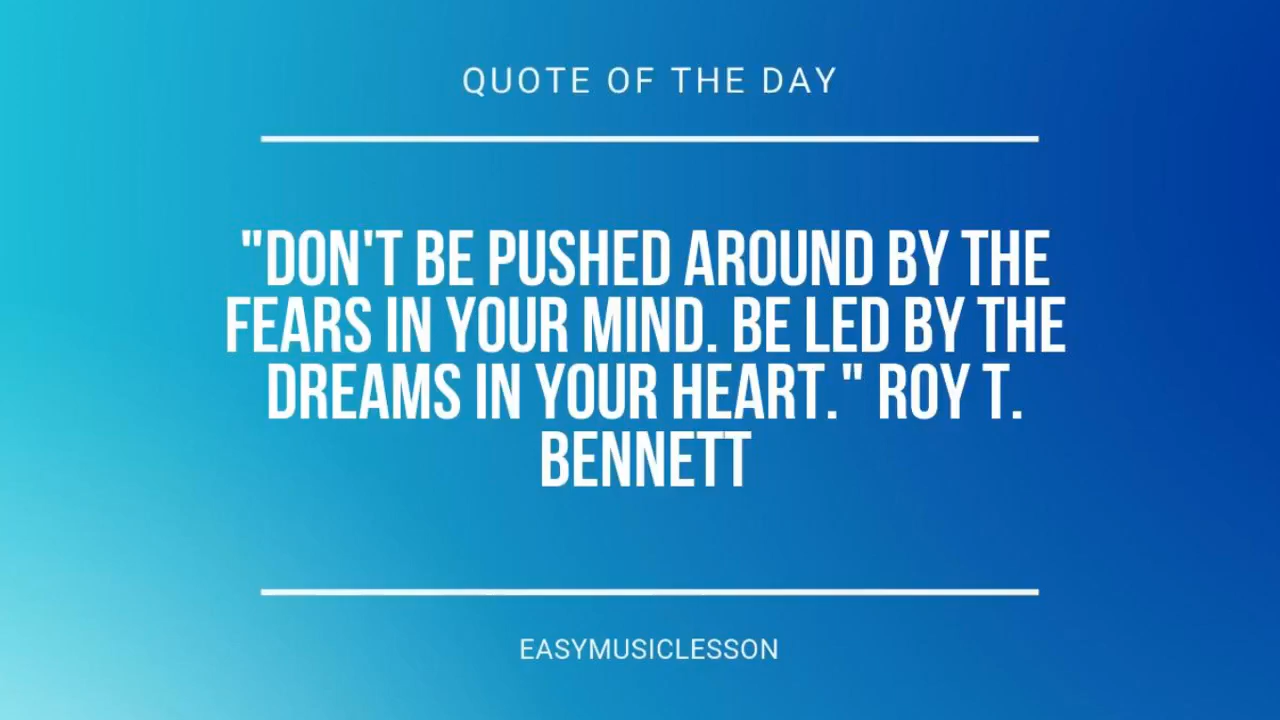 QUOTE OF THE DAY
"DON'T BE PUSHED AROUND BY THE
FEARS IN YOUR MIND. BE LED BY THE
DREAMS IN YOUR HEART." ROY T.
BENNETT
EASYMUSICLESSON